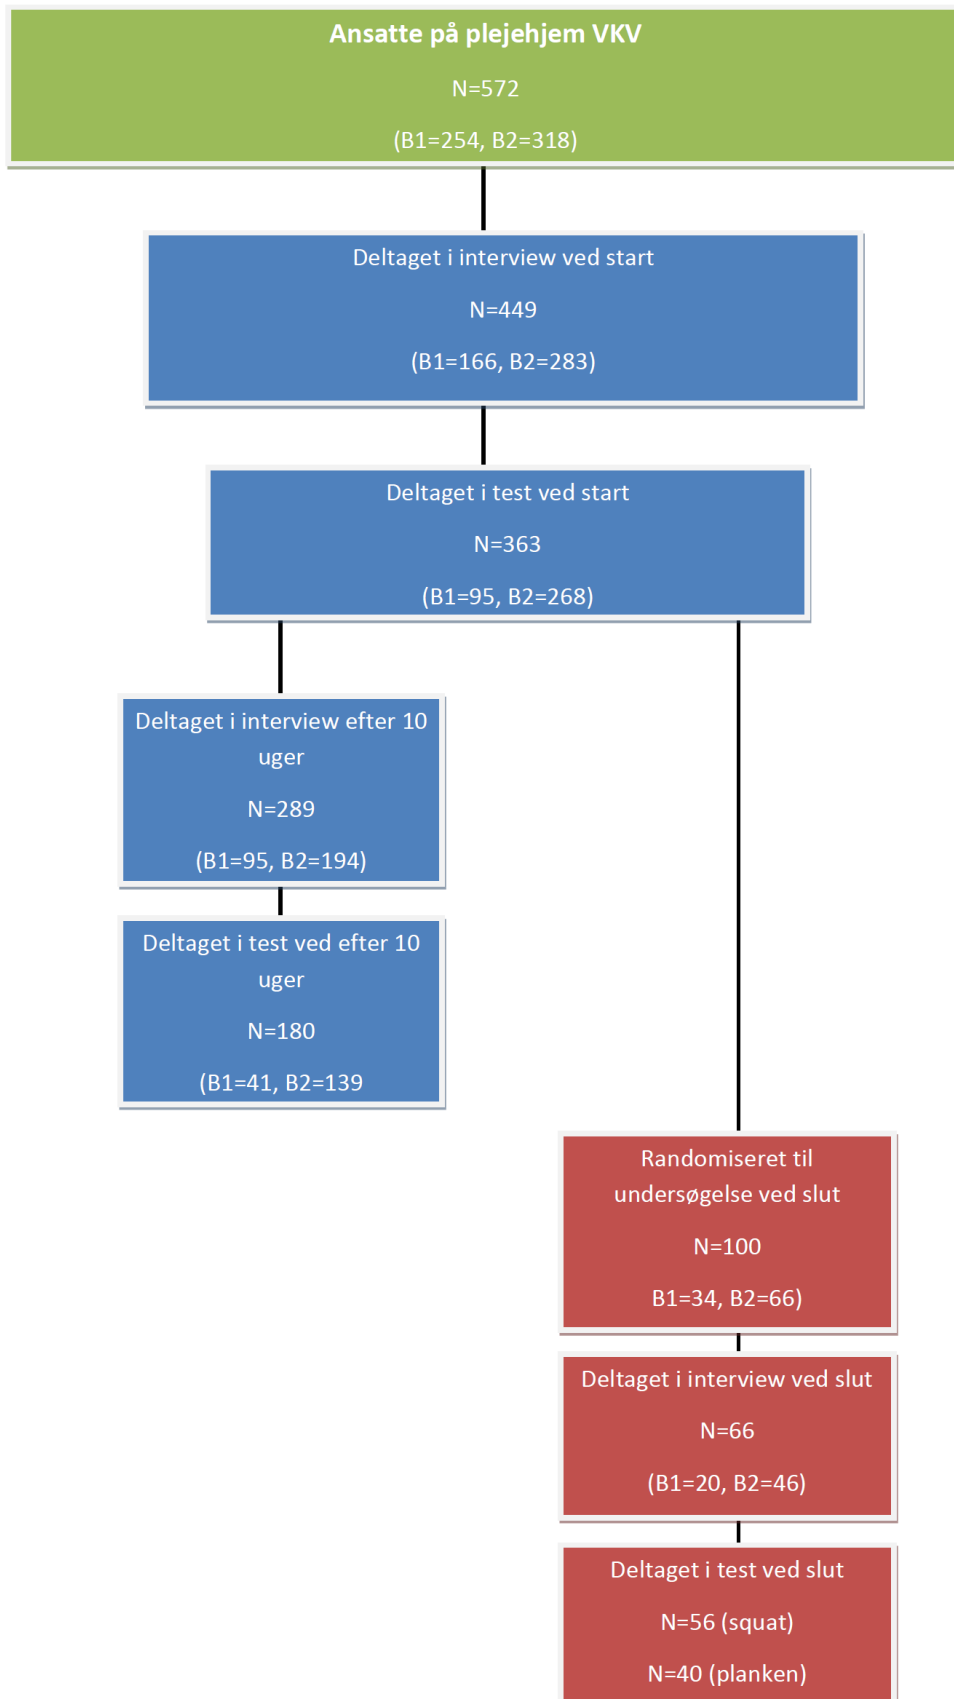 Ansatte på plejehjem VKV
N=572
(B1=254, B2=318)
Deltaget i interview ved start
N=449
(B1=166, B2=283)
Deltaget i test ved start
N=363
(B1=95, B2=268)
Deltaget i interview efter 10
uger
N=289
(B1=95, B2=194)
Deltaget i test ved efter 10
uger
N=180
(B1=41, B2=139
Randomiseret til
undersøgelse ved slut
N=100
B1=34, B2=66)
Deltaget i interview ved slut
N=66
(B1=20, B2=46)
Deltaget i test ved slut
N=56 (squat)
N=40 (planken)